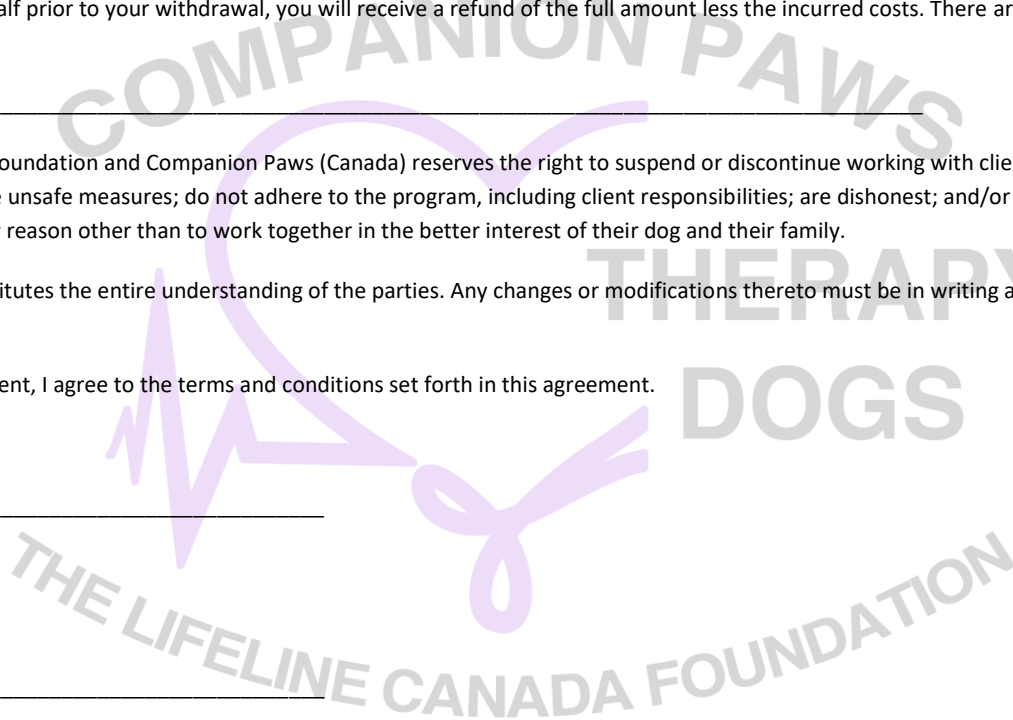 alf prior to your withdrawal, you will receive a refund of the full amount less the incurred costs. There ar
COMPANION PAWS
oundation and Companion Paws (Canada) reserves the right to suspend or discontinue working with clie
e unsafe measures; do not adhere to the program, including client responsibilities; are dishonest; and/or
reason other than to work together in the better interest of their dog and their family.
THERAPY
itutes the entire understanding of the parties. Any changes or modifications thereto must be in writing a
ent, I agree to the terms and conditions set forth in this agreement.
DOGS
THE LIFELINE CANADA FOUNDATION